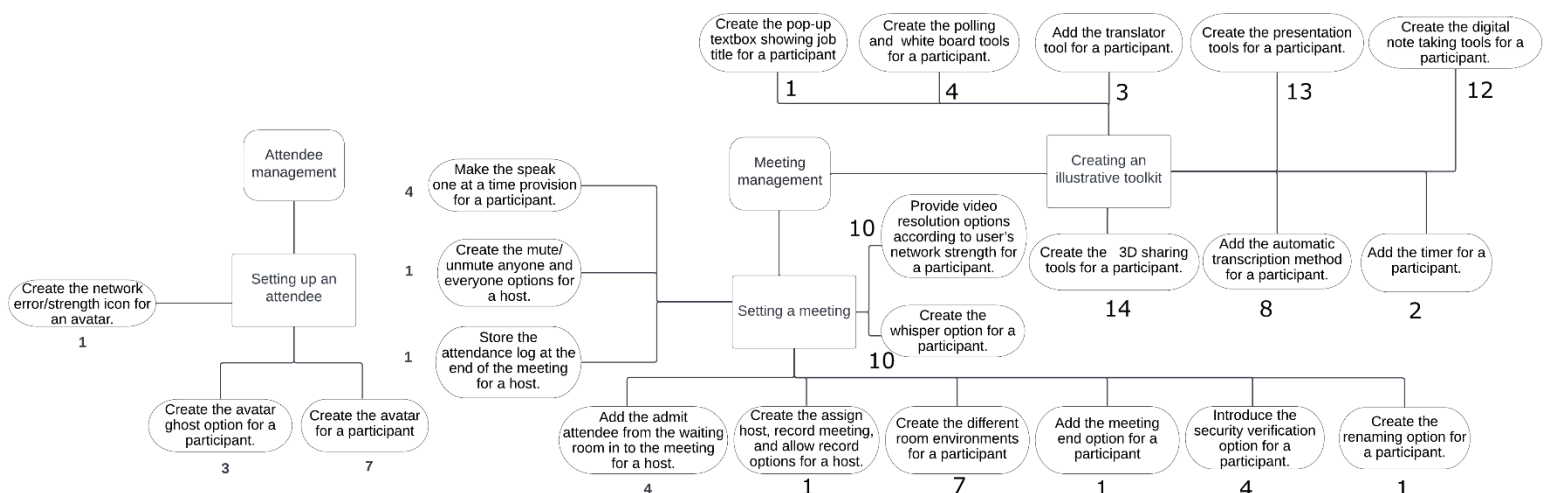 Create the pop-up
textbox showing job
title for a participant
1
Create the polling
and white board tools
for a participant.
4
Add the translator
tool for a participant.
3
Create the presentation
tools for a participant.
13
Create the digital
note taking tools for a
participant.
12
Attendee
management
Meeting
management
Creating an
illustrative toolkit
Make the speak
one at a time provision
for a participant.
4
Provide video
resolution options
according to user's
network strength for
a participant.
10
Create the 3D sharing
tools for a participant.
14
Add the automatic
transcription method
for a participant.
8
Add the timer for a
participant.
2
Create the network
error/strength icon for
an avatar.
1
Setting up an
attendee
Create the mute/
unmute anyone and
everyone options for
a host.
1
Setting a meeting
Create the
whisper option for a
participant.
10
Store the
attendance log at the
end of the meeting
for a host.
1
Create the avatar
ghost option for a
participant.
3
Create the avatar
for a participant
7
Add the admit
attendee from the waiting
room in to the meeting
for a host.
4
Create the assign
host, record meeting,
and allow record
options for a host.
1
Create the different
room environments
for a participant
7
Add the meeting
end option for a
participant
1
Introduce the
security verification
option for a
participant.
4
Create the
renaming option for
a participant.
1